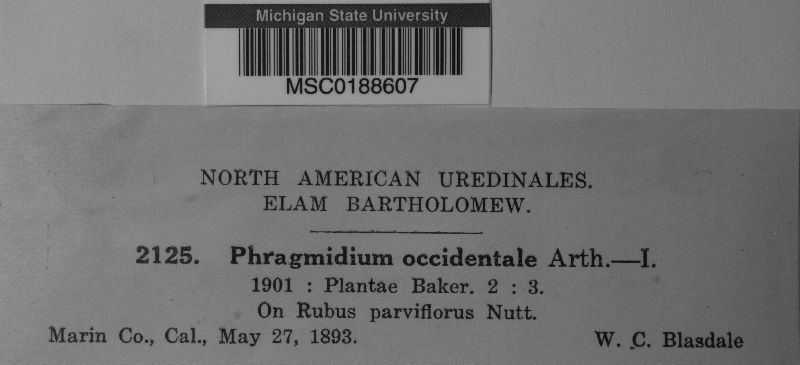 Michigan State University
MSC0188607
NORTH AMERICAN UREDINALES.
ELAM BARTHOLOMEW.
2125. Phragmidium occidentale Arth.—I.
1901 : Plantae Baker. 2 : 3.
On Rubus parviflorus Nutt.
Marin Co., Cal., May 27, 1893. W. C. Blasdale